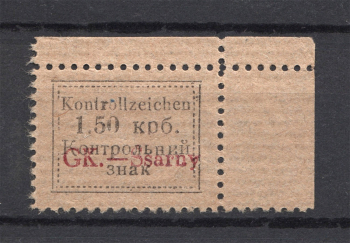 Kontrollzeichen
1.50 крб.
Контрольний
GK. — Ssarny
знак